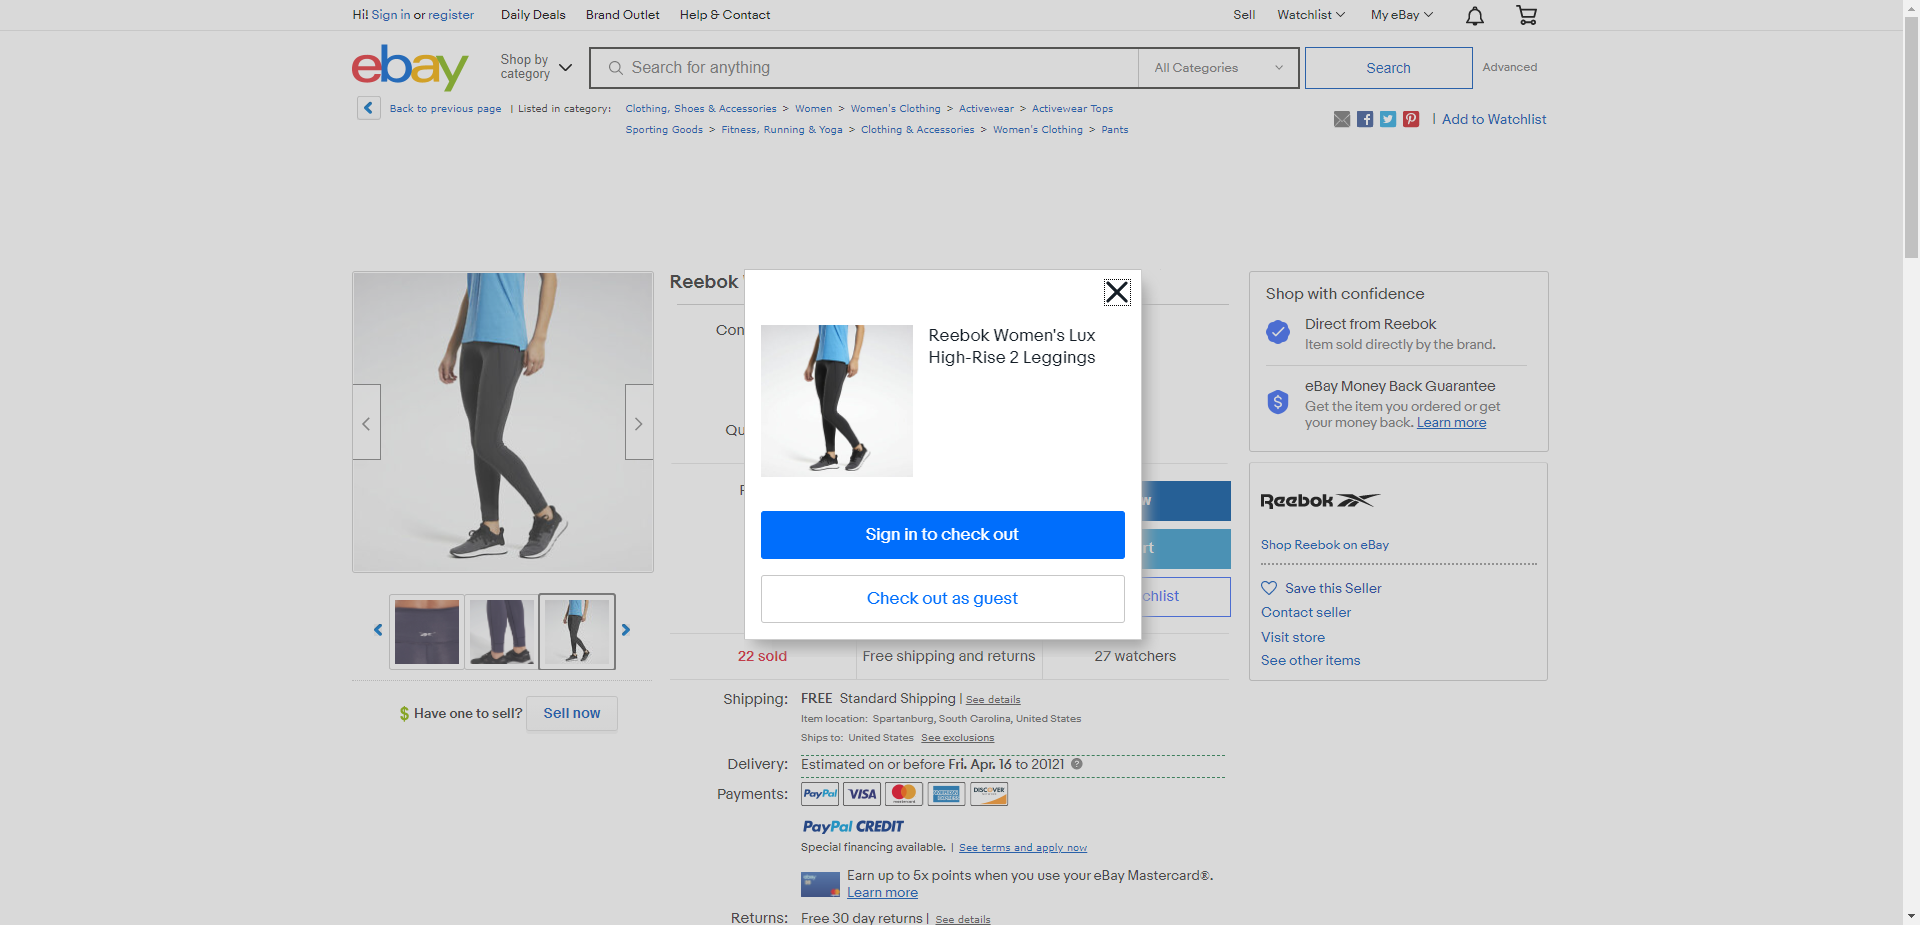 Hi! Sign in or register Daily Deals Brand Outlet Help & Contact Sell Watchlist My eBay
ebay Shop by category Search for anything All Categories Search Advanced
Back to previous page | Listed in category: Clothing, Shoes & Accessories > Women > Women's Clothing > Activewear > Activewear Tops
Sporting Goods > Fitness, Running & Yoga > Clothing & Accessories > Women's Clothing > Pants
| Add to Watchlist
Reebok
Reebok Women's Lux
High-Rise 2 Leggings
Sign in to check out
Check out as guest
22 sold Free shipping and returns 27 watchers
Shipping: FREE Standard Shipping | See details
Item location: Spartanburg, South Carolina, United States
Ships to: United States See exclusions
Delivery: Estimated on or before Fri. Apr. 16 to 20121
Payments: PayPal VISA mastercard AMERICAN EXPRESS DISCOVER
PayPal CREDIT
Special financing available. | See terms and apply now
Earn up to 5x points when you use your eBay Mastercard®.
Learn more
Returns: Free 30 day returns | See details
$ Have one to sell? Sell now
Shop with confidence
Direct from Reebok
Item sold directly by the brand.
eBay Money Back Guarantee
Get the item you ordered or get
your money back. Learn more
Reebok
Shop Reebok on eBay
Save this Seller
Contact seller
Visit store
See other items